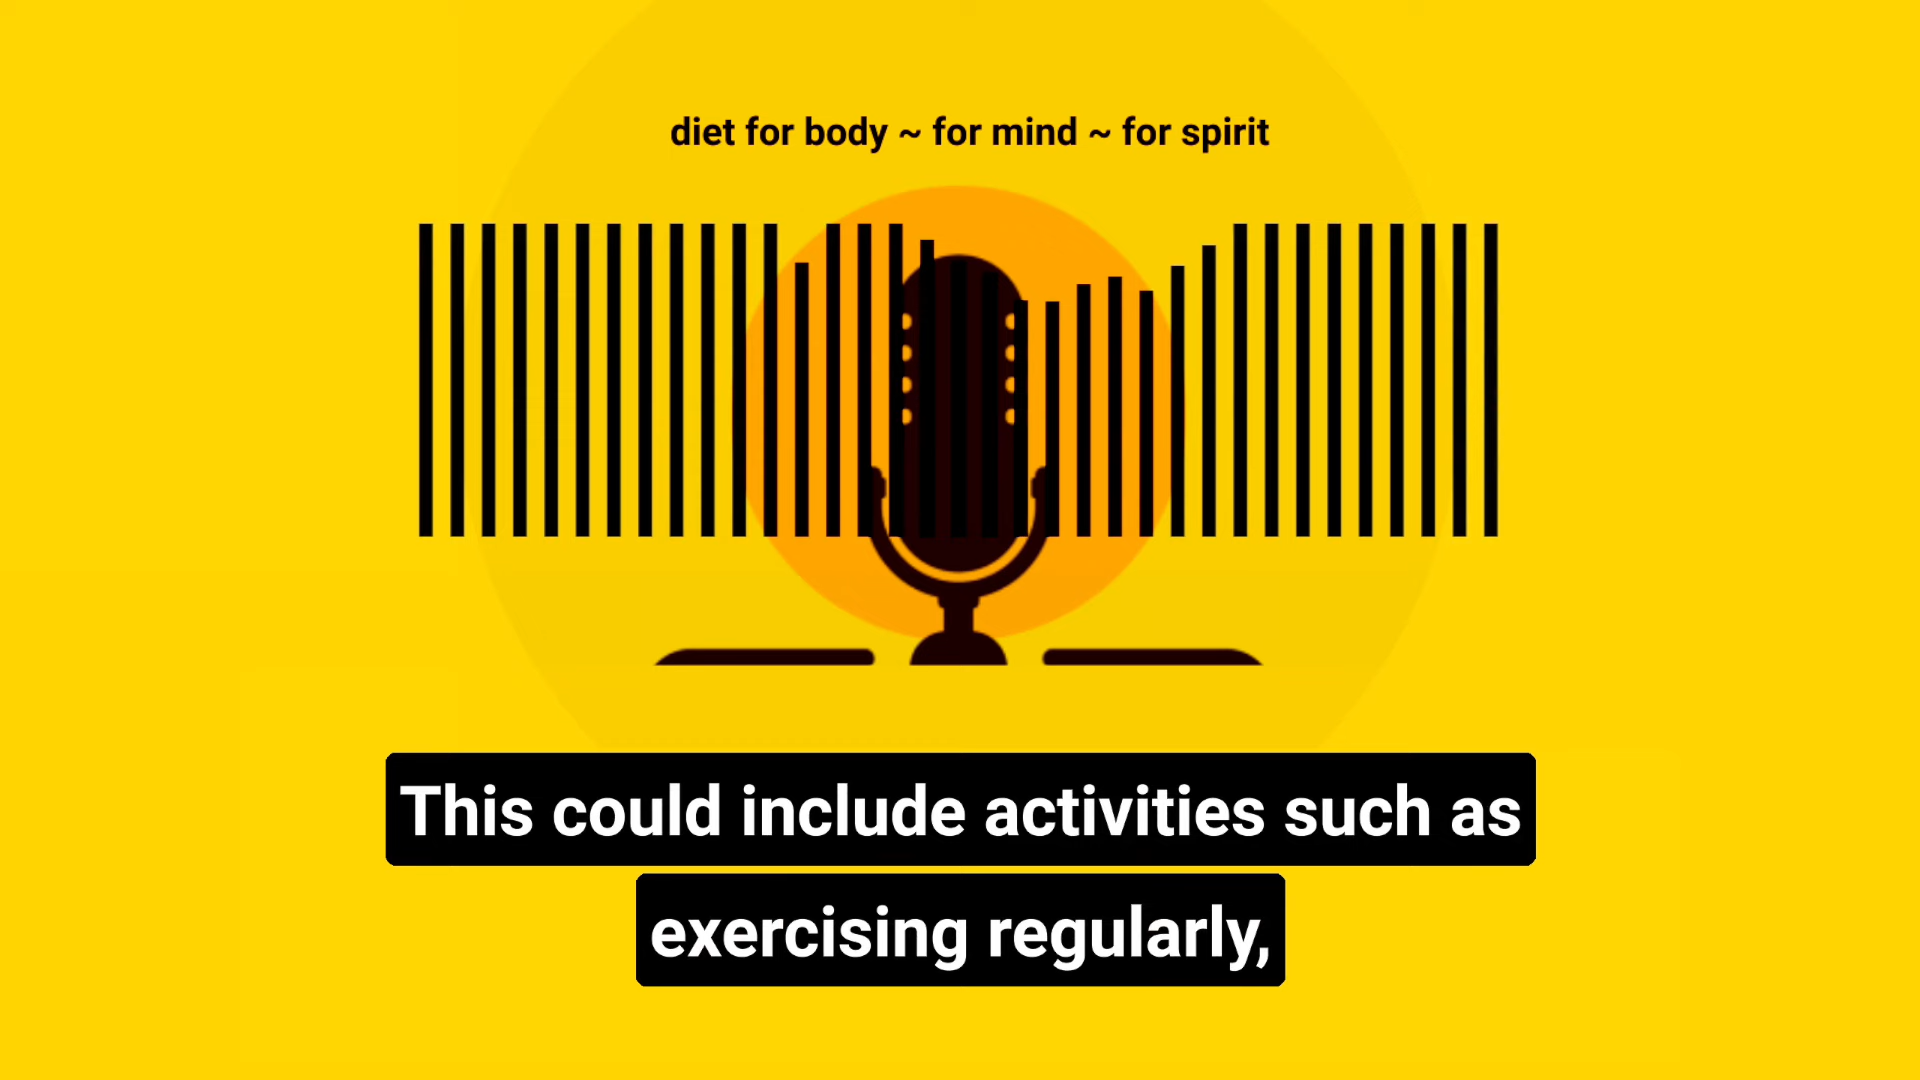 diet for body ~ for mind ~ for spirit
This could include activities such as
exercising regularly,